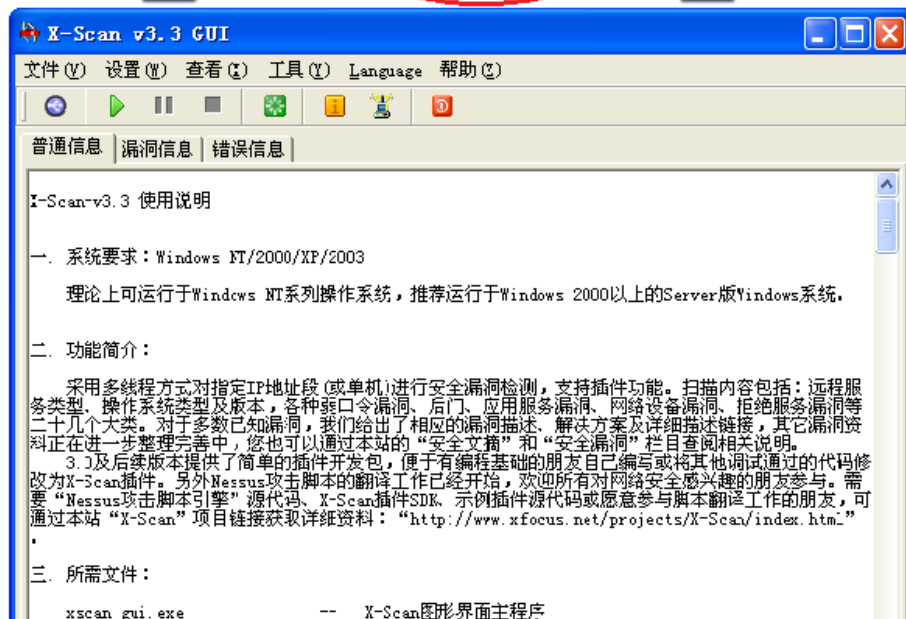 X-Scan v3.3 GUI
文件(V) 设置(W) 查看(X) 工具(Y) Language 帮助(Z)
普通信息 漏洞信息 错误信息
X-Scan-v3.3 使用说明
一. 系统要求：Windows NT/2000/XP/2003
理论上可运行于Windows NT系列操作系统，推荐运行于Windows 2000以上的Server版Windows系统。
二. 功能简介：
采用多线程方式对指定IP地址段(或单机)进行安全漏洞检测，支持插件功能。扫描内容包括：远程服
务类型、操作系统类型及版本，各种弱口令漏洞、后门、应用服务漏洞、网络设备漏洞、拒绝服务漏洞等
二十几个大类。对于多数已知漏洞，我们给出了相应的漏洞描述、解决方案及详细描述链接，其它漏洞资
料正在进一步整理完善中，您也可以通过本站的“安全文摘”和“安全漏洞”栏目查阅相关说明。
3.0及后续版本提供了简单的插件开发包，便于有编程基础的朋友自己编写或将其他调试通过的代码修
改为X-Scan插件。另外Nessus攻击脚本的翻译工作已经开始，欢迎所有对网络安全感兴趣的朋友参与。需
要“Nessus攻击脚本引擎”源代码、X-Scan插件SDK、示例插件源代码或愿意参与脚本翻译工作的朋友，可
通过本站“X-Scan”项目链接获取详细资料：“http://www.xfocus.net/projects/X-Scan/index.html”
。
三. 所需文件：
xscan_gui.exe -- X-Scan图形界面主程序